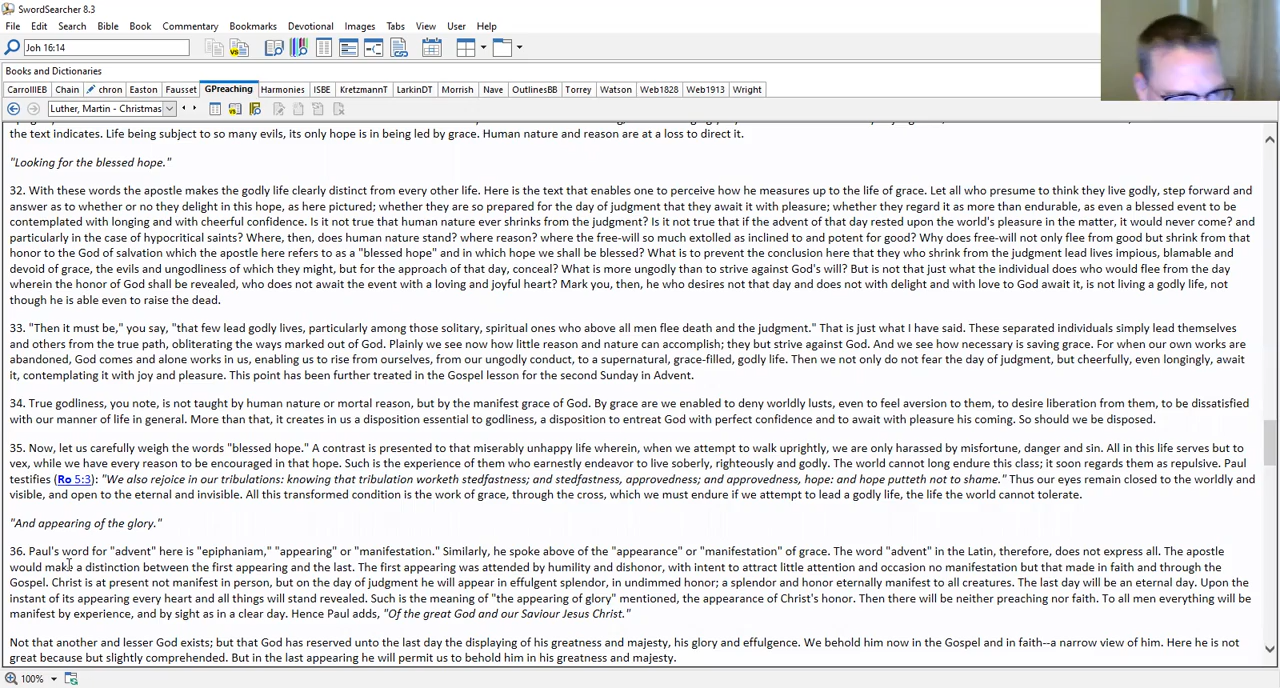 SwordSearcher 8.3
File Edit Search Bible Book Commentary Bookmarks Devotional Images Tabs View User Help
Joh 16:14
Books and Dictionaries
CarrollIEB Chain chron Easton Fausset GPreaching Harmonies ISBE KretzmannT LarkinDT Morrish Nave OutlinesBB Torrey Watson Web1828 Web1913 Wright
Luther, Martin - Christmas
the text indicates. Life being subject to so many evils, its only hope is in being led by grace. Human nature and reason are at a loss to direct it.
"Looking for the blessed hope."
32. With these words the apostle makes the godly life clearly distinct from every other life. Here is the text that enables one to perceive how he measures up to the life of grace. Let all who presume to think they live godly, step forward and
answer as to whether or no they delight in this hope, as here pictured; whether they are so prepared for the day of judgment that they await it with pleasure; whether they regard it as more than endurable, as even a blessed event to be
contemplated with longing and with cheerful confidence. Is it not true that human nature ever shrinks from the judgment? Is it not true that if the advent of that day rested upon the world's pleasure in the matter, it would never come? and
particularly in the case of hypocritical saints? Where, then, does human nature stand? where reason? where the free-will so much extolled as inclined to and potent for good? Why does free-will not only flee from good but shrink from that
honor to the God of salvation which the apostle here refers to as a "blessed hope" and in which hope we shall be blessed? What is to prevent the conclusion here that they who shrink from the judgment lead lives impious, blamable and
devoid of grace, the evils and ungodliness of which they might, but for the approach of that day, conceal? What is more ungodly than to strive against God's will? But is not that just what the individual does who would flee from the day
wherein the honor of God shall be revealed, who does not await the event with a loving and joyful heart? Mark you, then, he who desires not that day and does not with delight and with love to God await it, is not living a godly life, not
though he is able even to raise the dead.
33. "Then it must be," you say, "that few lead godly lives, particularly among those solitary, spiritual ones who above all men flee death and the judgment." That is just what I have said. These separated individuals simply lead themselves
and others from the true path, obliterating the ways marked out of God. Plainly we see now how little reason and nature can accomplish; they but strive against God. And we see how necessary is saving grace. For when our own works are
abandoned, God comes and alone works in us, enabling us to rise from ourselves, from our ungodly conduct, to a supernatural, grace-filled, godly life. Then we not only do not fear the day of judgment, but cheerfully, even longingly, await
it, contemplating it with joy and pleasure. This point has been further treated in the Gospel lesson for the second Sunday in Advent.
34. True godliness, you note, is not taught by human nature or mortal reason, but by the manifest grace of God. By grace are we enabled to deny worldly lusts, even to feel aversion to them, to desire liberation from them, to be dissatisfied
with our manner of life in general. More than that, it creates in us a disposition essential to godliness, a disposition to entreat God with perfect confidence and to await with pleasure his coming. So should we be disposed.
35. Now, let us carefully weigh the words "blessed hope." A contrast is presented to that miserably unhappy life wherein, when we attempt to walk uprightly, we are only harassed by misfortune, danger and sin. All in this life serves but to
vex, while we have every reason to be encouraged in that hope. Such is the experience of them who earnestly endeavor to live soberly, righteously and godly. The world cannot long endure this class; it soon regards them as repulsive. Paul
testifies (Ro 5:3): "We also rejoice in our tribulations: knowing that tribulation worketh stedfastness; and stedfastness, approvedness; and approvedness, hope: and hope putteth not to shame." Thus our eyes remain closed to the worldly and
visible, and open to the eternal and invisible. All this transformed condition is the work of grace, through the cross, which we must endure if we attempt to lead a godly life, the life the world cannot tolerate.
"And appearing of the glory."
36. Paul's word for "advent" here is "epiphaniam," "appearing" or "manifestation." Similarly, he spoke above of the "appearance" or "manifestation" of grace. The word "advent" in the Latin, therefore, does not express all. The apostle
would make a distinction between the first appearing and the last. The first appearing was attended by humility and dishonor, with intent to attract little attention and occasion no manifestation but that made in faith and through the
Gospel. Christ is at present not manifest in person, but on the day of judgment he will appear in effulgent splendor, in undimmed honor; a splendor and honor eternally manifest to all creatures. The last day will be an eternal day. Upon the
instant of its appearing every heart and all things will stand revealed. Such is the meaning of "the appearing of glory" mentioned, the appearance of Christ's honor. Then there will be neither preaching nor faith. To all men everything will be
manifest by experience, and by sight as in a clear day. Hence Paul adds, "Of the great God and our Saviour Jesus Christ."
Not that another and lesser God exists; but that God has reserved unto the last day the displaying of his greatness and majesty, his glory and effulgence. We behold him now in the Gospel and in faith--a narrow view of him. Here he is not
great because but slightly comprehended. But in the last appearing he will permit us to behold him in his greatness and majesty.
100%